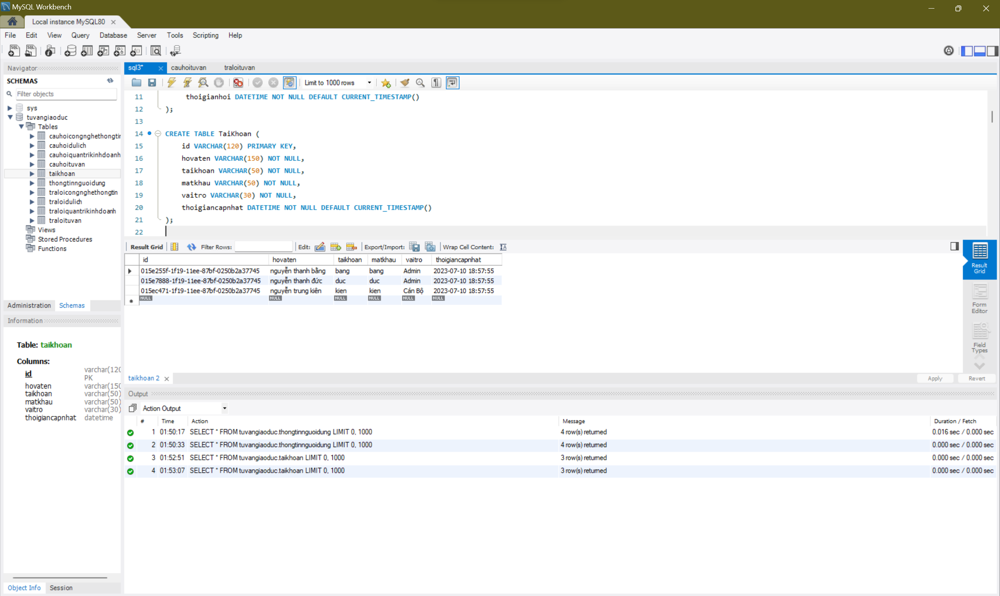 MySQL Workbench
Local instance MySQL80
File Edit View Query Database Server Tools Scripting Help
Navigator
SCHEMAS
Filter objects
sys
tuvangiaoduc
Tables
cauhoicongnghethongtin
cauhoidulich
cauhoiquantrikinhdoanh
cauhoituvan
taikhoan
thongtinnguoidung
traloicongnghethongtin
traloidulich
traloiquantrikinhdoanh
traloituvan
Views
Stored Procedures
Functions
Administration Schemas
Information
Table: taikhoan
Columns:
id varchar(120
PK
hovaten varchar(150
taikhoan varchar(50)
matkhau varchar(50)
vaitro varchar(30)
thoigiancapnhat datetime
Object Info Session
sql3* cauhoituvan traloituvan
Limit to 1000 rows
11 thoigianhoi DATETIME NOT NULL DEFAULT CURRENT_TIMESTAMP()
12 );
13
14 CREATE TABLE TaiKhoan (
15 id VARCHAR(120) PRIMARY KEY,
16 hovaten VARCHAR(150) NOT NULL,
17 taikhoan VARCHAR(50) NOT NULL,
18 matkhau VARCHAR(50) NOT NULL,
19 vaitro VARCHAR(30) NOT NULL,
20 thoigiancapnhat DATETIME NOT NULL DEFAULT CURRENT_TIMESTAMP()
21 );
22
Result Grid Filter Rows: Edit: Export/Import: Wrap Cell Content:
id hovaten taikhoan matkhau vaitro thoigiancapnhat
015e255f-1f19-11ee-87bf-0250b2a37745 nguyễn thanh bằng bang bang Admin 2023-07-10 18:57:55
015e7888-1f19-11ee-87bf-0250b2a37745 nguyễn thanh đức duc duc Admin 2023-07-10 18:57:55
015ec471-1f19-11ee-87bf-0250b2a37745 nguyễn trung kiên kien kien Cán Bộ 2023-07-10 18:57:55
NULL NULL NULL NULL NULL NULL
Result
Grid
Form
Editor
Field
Types
taikhoan 2 Apply Revert
Output
Action Output
# Time Action Message Duration / Fetch
1 01:50:17 SELECT * FROM tuvangiaoduc.thongtinnguoidung LIMIT 0, 1000 4 row(s) returned 0.016 sec / 0.000 sec
2 01:50:33 SELECT * FROM tuvangiaoduc.thongtinnguoidung LIMIT 0, 1000 4 row(s) returned 0.000 sec / 0.000 sec
3 01:52:51 SELECT * FROM tuvangiaoduc.taikhoan LIMIT 0, 1000 3 row(s) returned 0.000 sec / 0.000 sec
4 01:53:07 SELECT * FROM tuvangiaoduc.taikhoan LIMIT 0, 1000 3 row(s) returned 0.000 sec / 0.000 sec